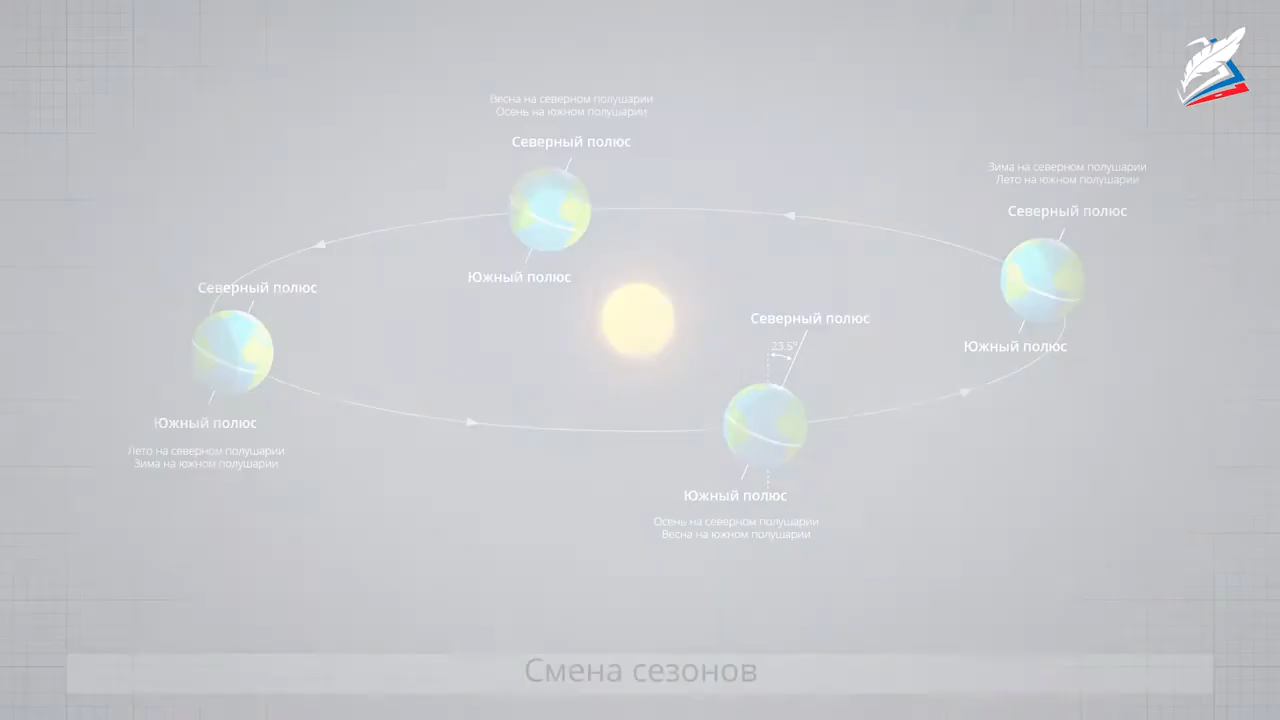 Весна на северном полушарии
Осень на южном полушарии
Северный полюс
Южный полюс
Зима на северном полушарии
Лето на южном полушарии
Северный полюс
Южный полюс
Северный полюс
Южный полюс
Лето на северном полушарии
Зима на южном полушарии
Северный полюс
23.5°
Южный полюс
Осень на северном полушарии
Весна на южном полушарии
Смена сезонов